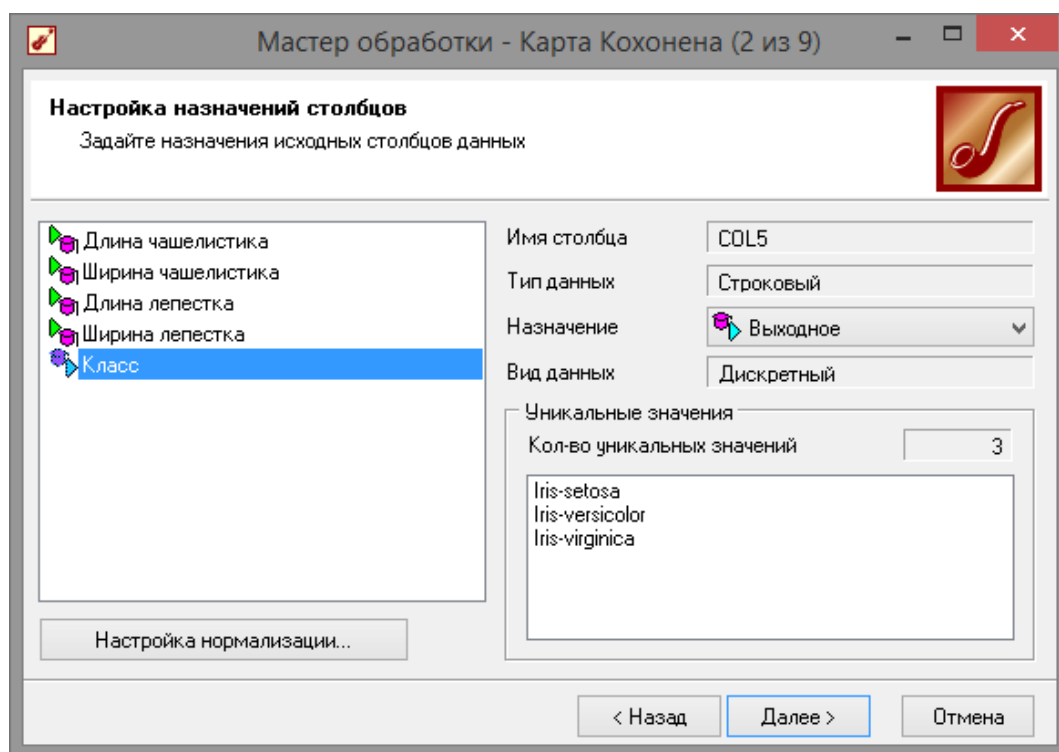 Мастер обработки - Карта Кохонена (2 из 9)
Настройка назначений столбцов
Задайте назначения исходных столбцов данных
Длина чашелистика
Ширина чашелистика
Длина лепестка
Ширина лепестка
Класс
Настройка нормализации...
Имя столбца
COL5
Тип данных
Строковый
Назначение
Выходное
Вид данных
Дискретный
Уникальные значения
Кол-во уникальных значений
3
Iris-setosa
Iris-versicolor
Iris-virginica
< Назад
Далее >
Отмена